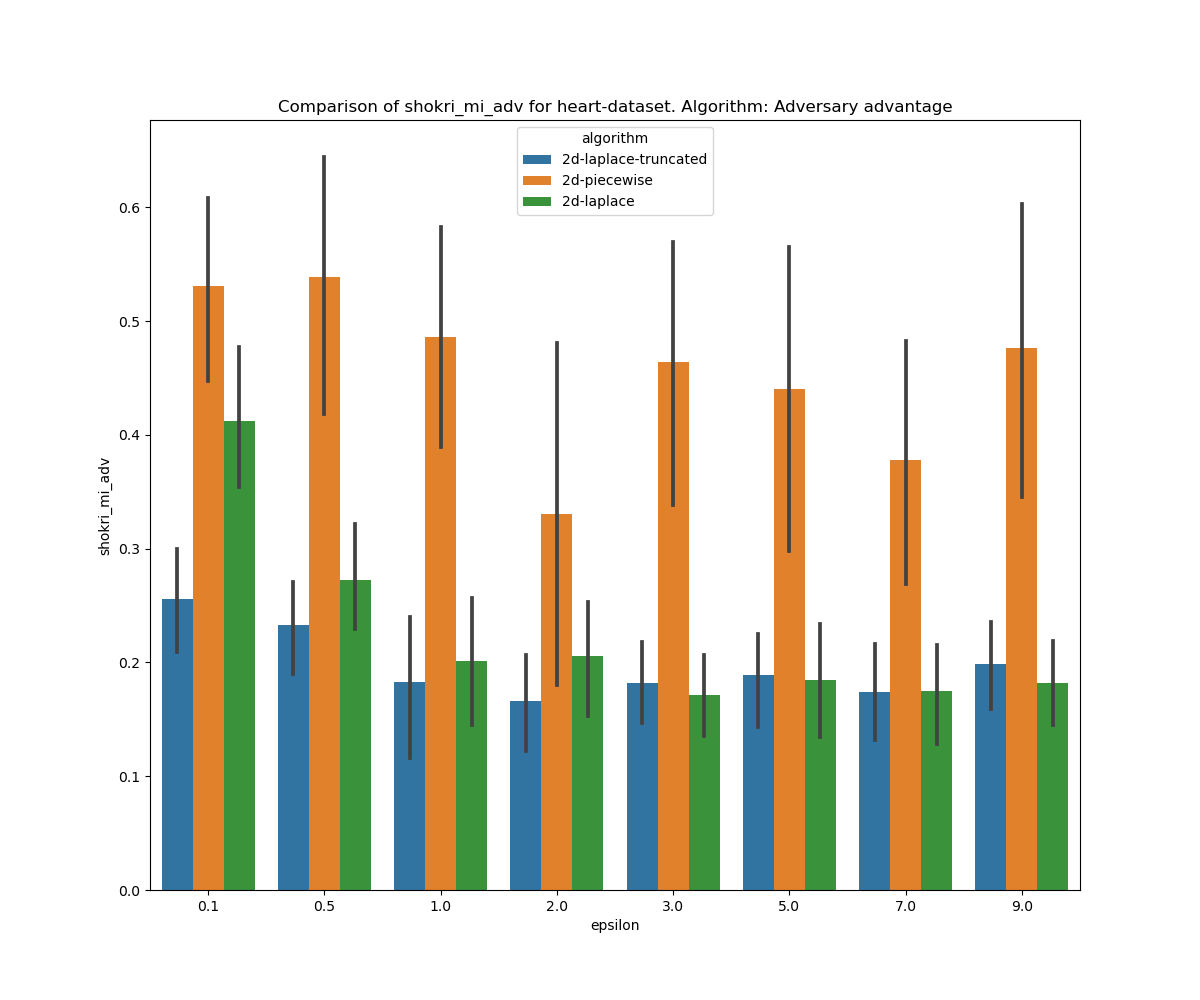 Comparison of shokri_mi_adv for heart-dataset. Algorithm: Adversary advantage
algorithm
2d-laplace-truncated
2d-piecewise
2d-laplace
shokri_mi_adv
0.6
0.5
0.4
0.3
0.2
0.1
0.0
0.1 0.5 1.0 2.0 3.0 5.0 7.0 9.0
epsilon